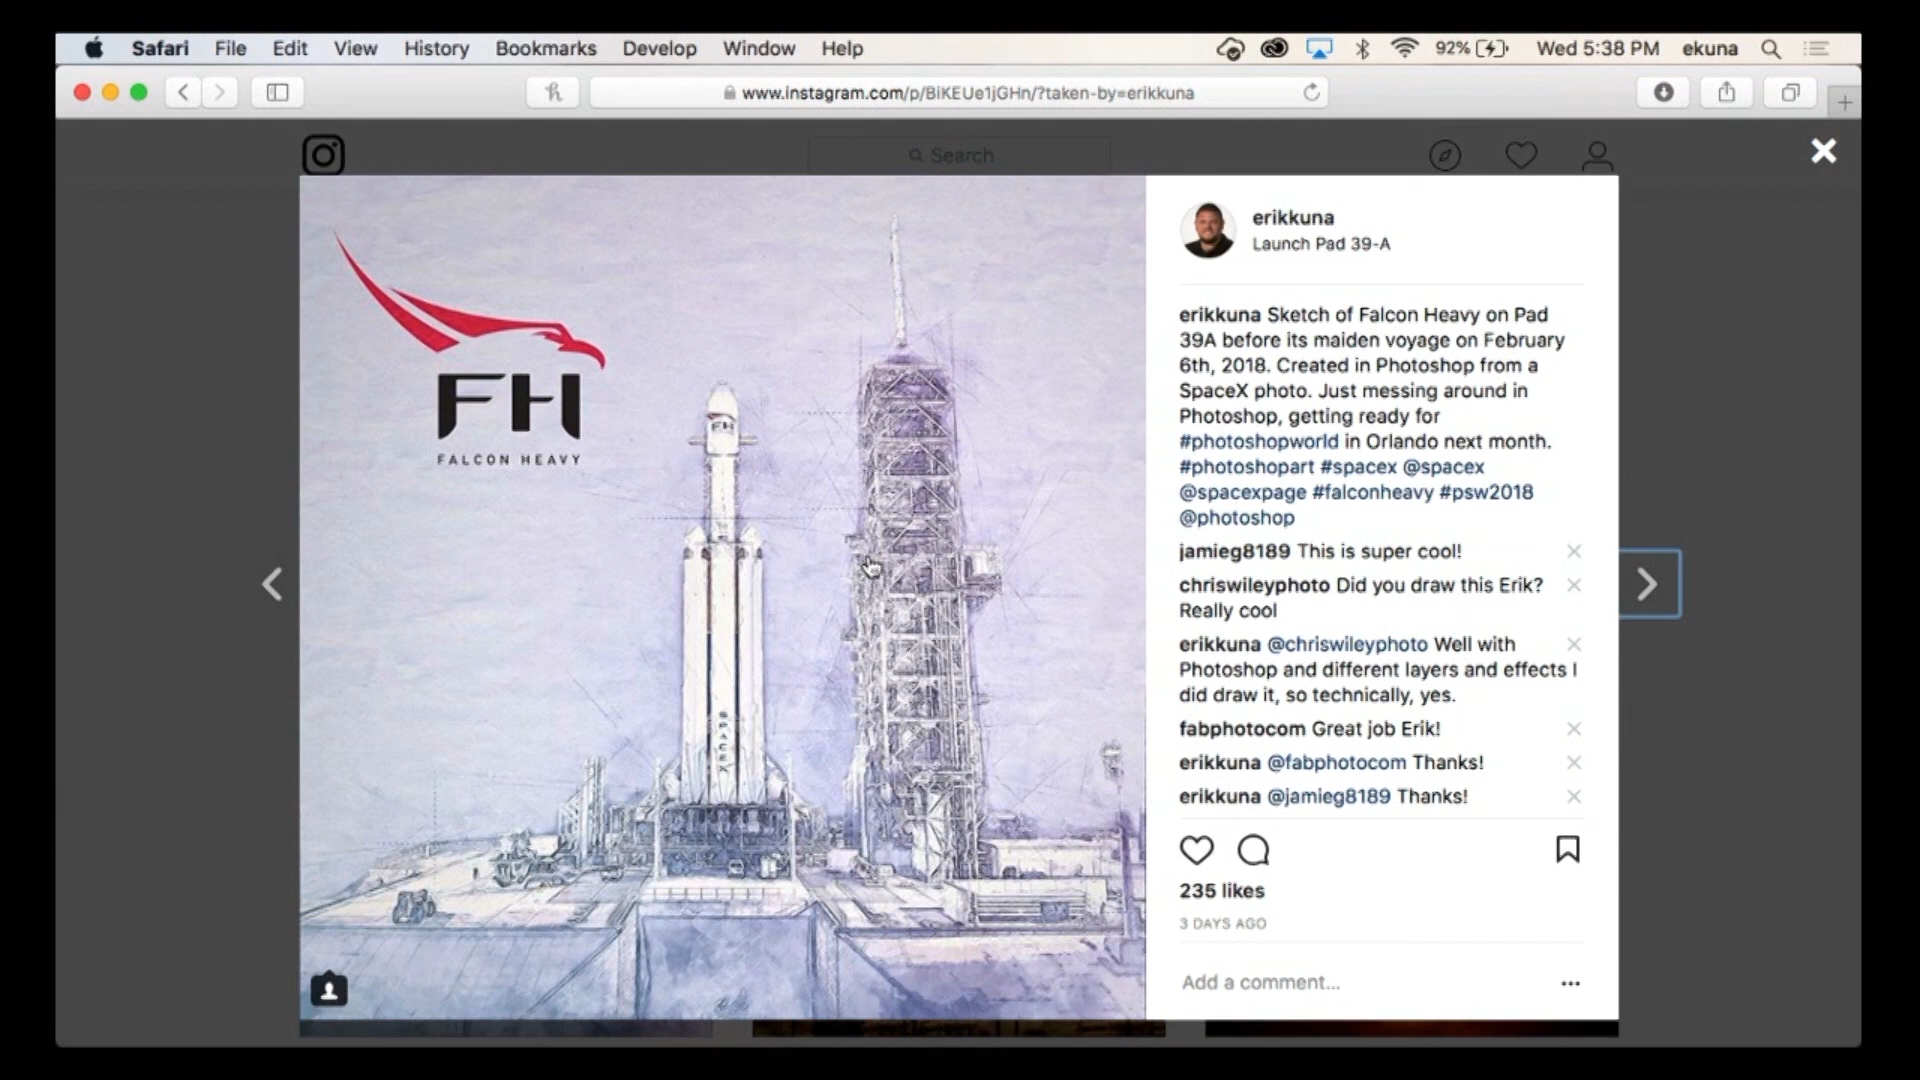 Safari File Edit View History Bookmarks Develop Window Help 92% Wed 5:38 PM ekuna
www.instagram.com/p/BiKEUe1jGHn/?taken-by=erikkuna
Search
FH
FALCON HEAVY
FH
SPACEX
erikkuna
Launch Pad 39-A
erikkuna Sketch of Falcon Heavy on Pad
39A before its maiden voyage on February
6th, 2018. Created in Photoshop from a
SpaceX photo. Just messing around in
Photoshop, getting ready for
#photoshopworld in Orlando next month.
#photoshopart #spacex @spacex
@spacexpage #falconheavy #psw2018
@photoshop
jamieg8189 This is super cool!
chriswileyphoto Did you draw this Erik?
Really cool
erikkuna @chriswileyphoto Well with
Photoshop and different layers and effects I
did draw it, so technically, yes.
fabphotocom Great job Erik!
erikkuna @fabphotocom Thanks!
erikkuna @jamieg8189 Thanks!
235 likes
3 DAYS AGO
Add a comment...